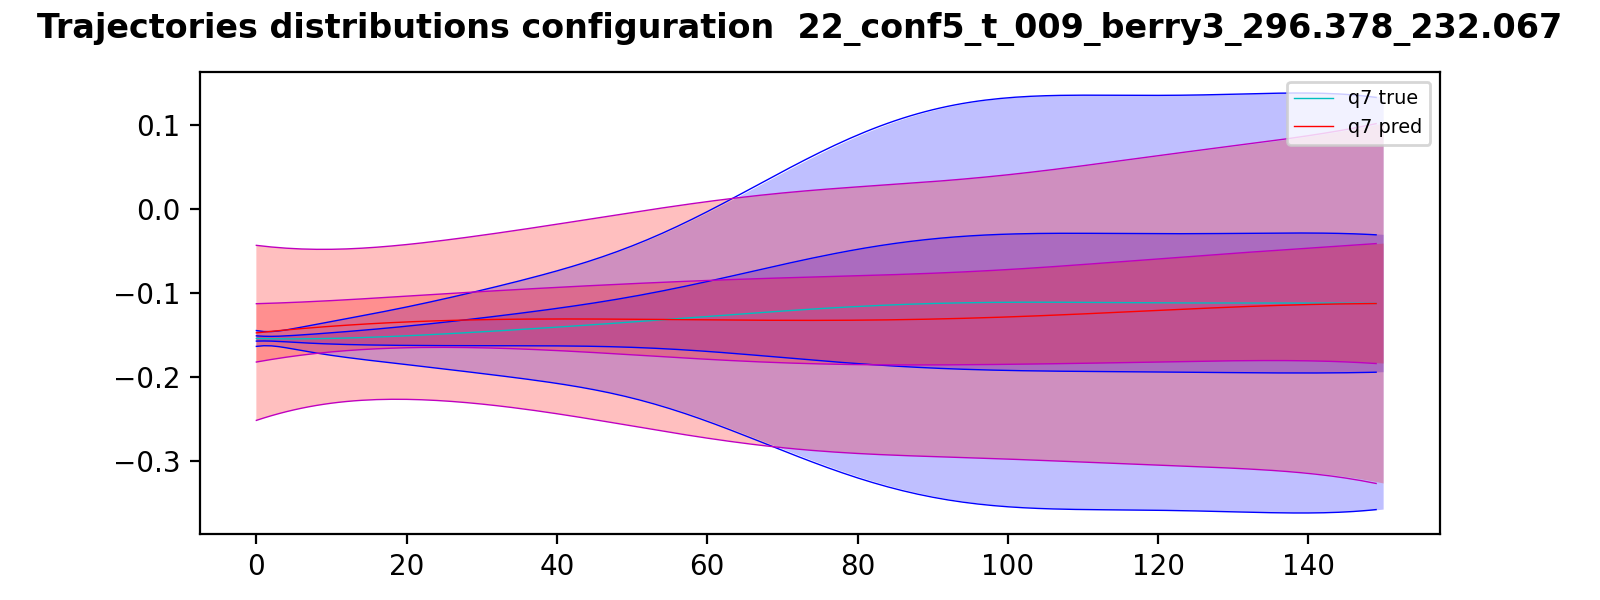 Trajectories distributions configuration  22_conf5_t_009_berry3_296.378_232.067
q7 true
q7 pred
0.1
0.0
−0.1
−0.2
−0.3
0 20 40 60 80 100 120 140